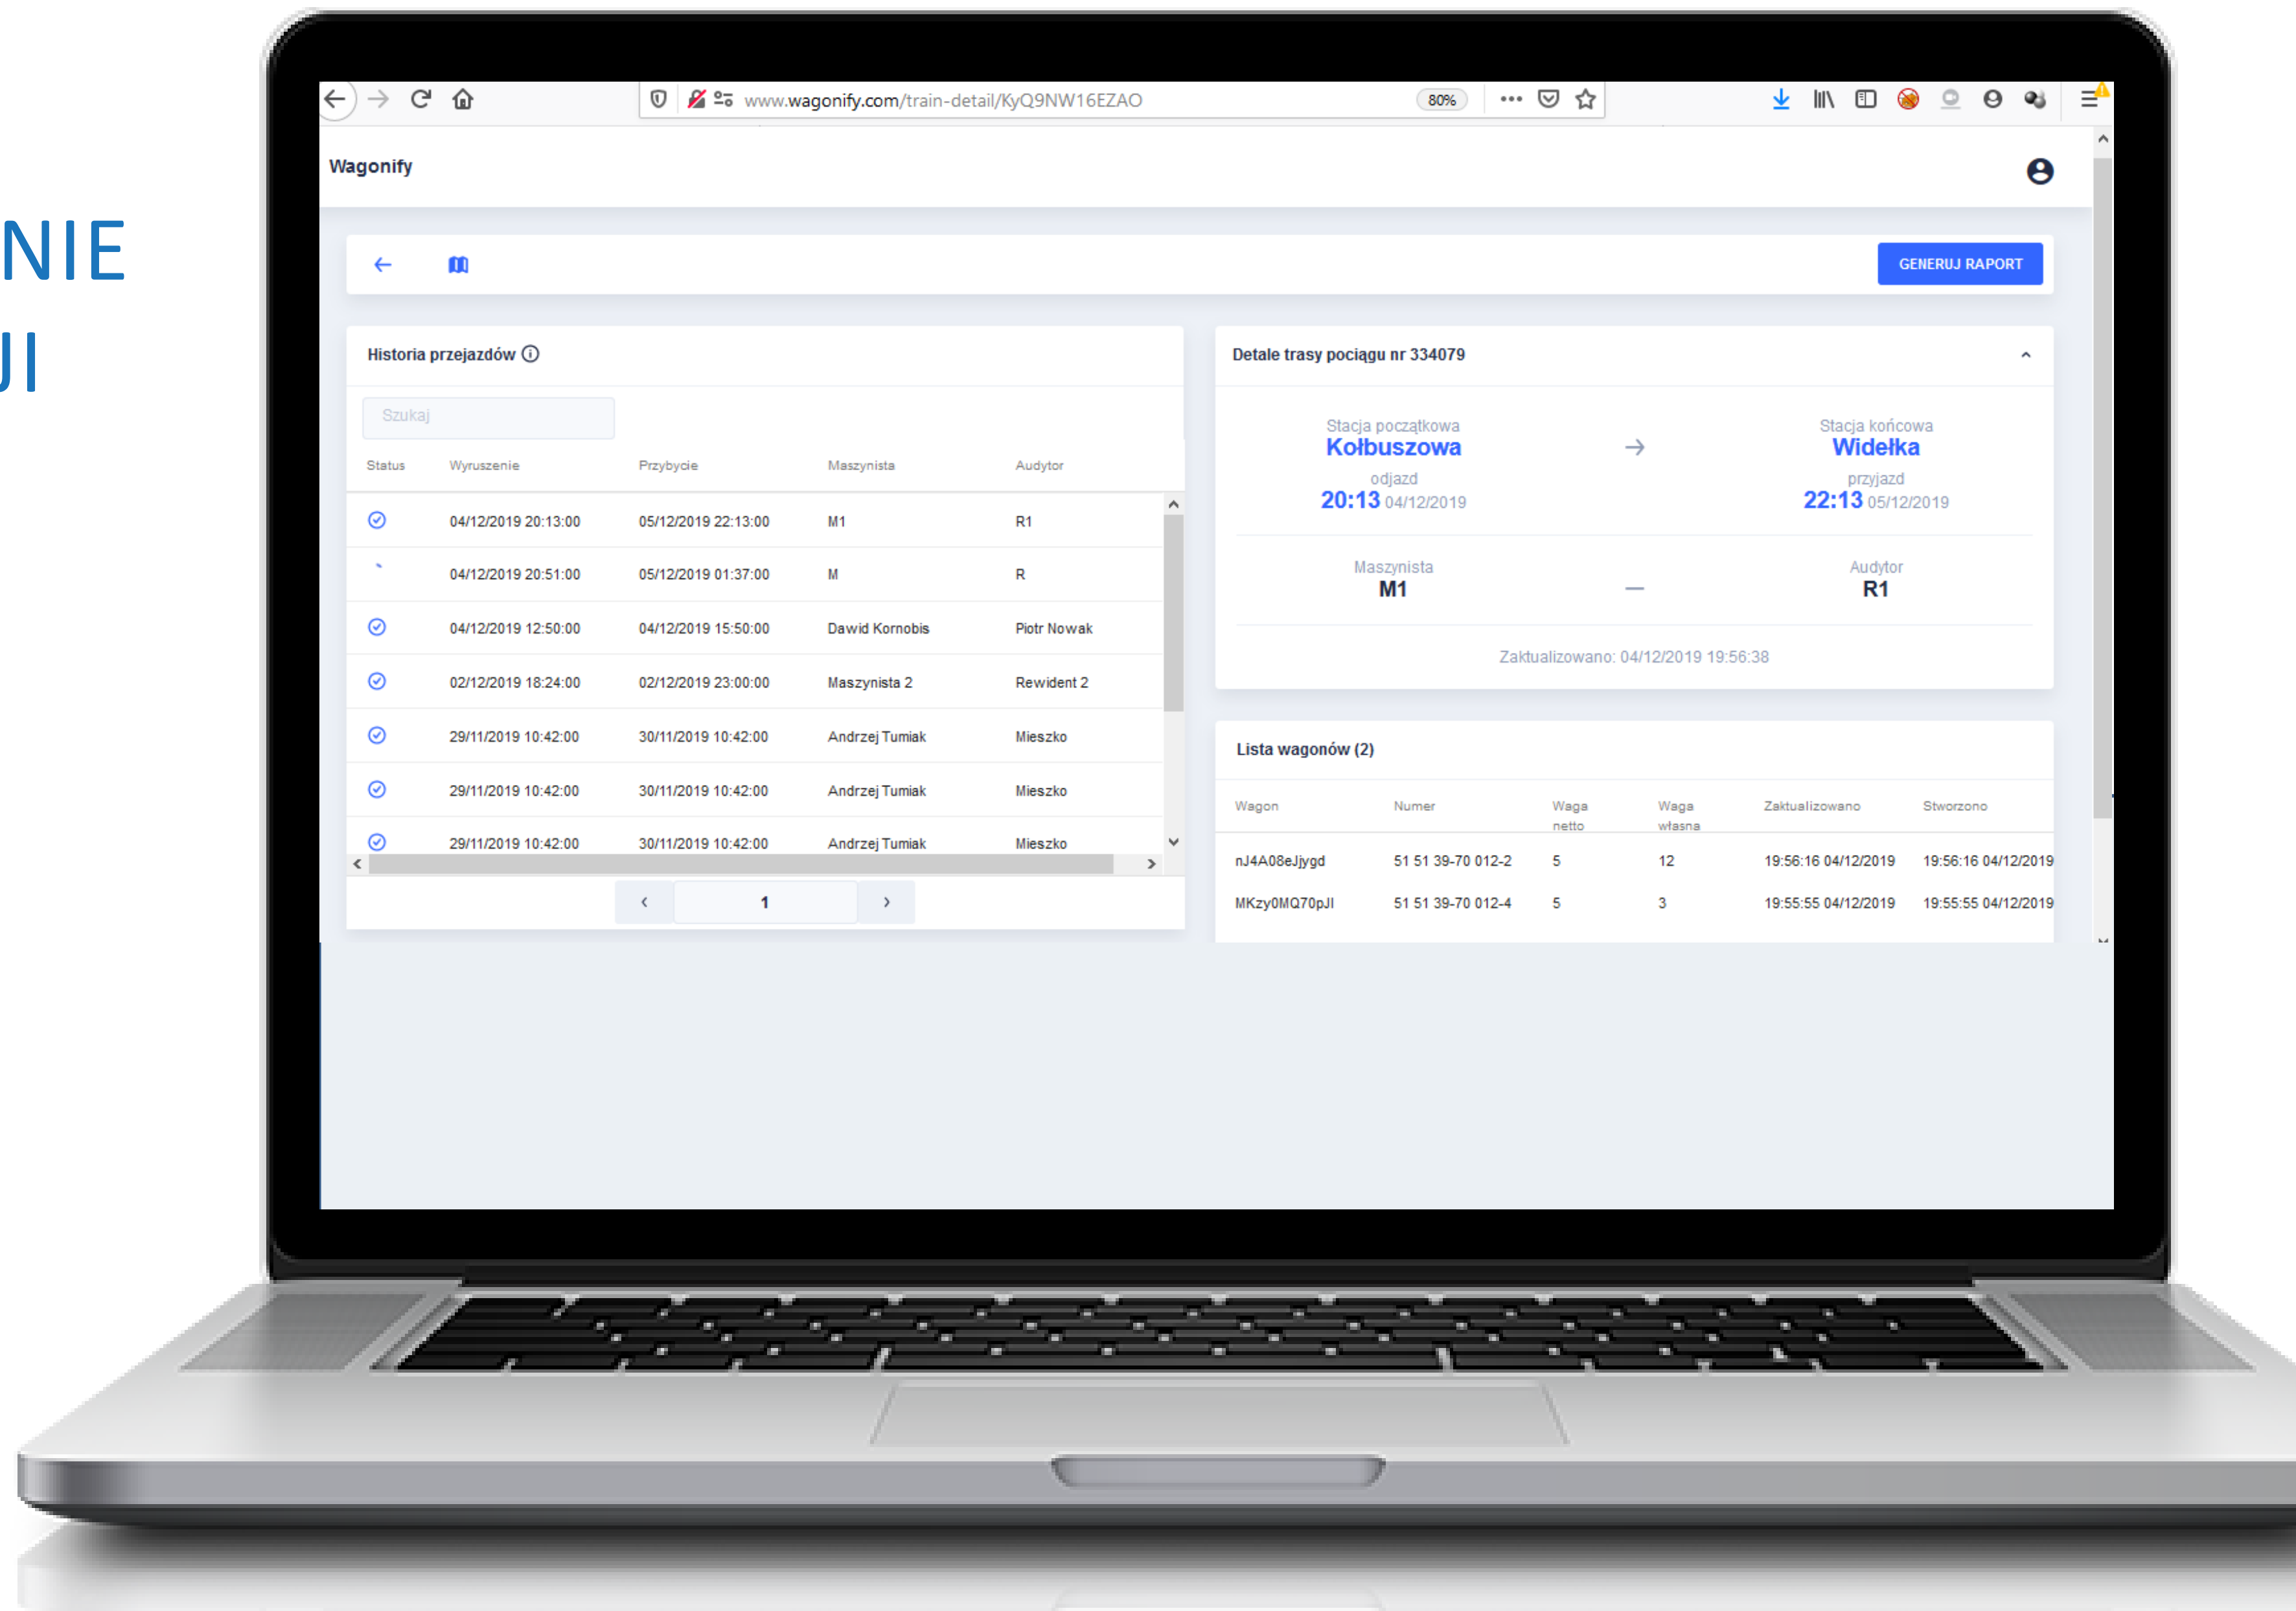 NIE
JI
www.wagonify.com/train-detail/KyQ9NW16EZAO
80%
Wagonify
GENERUJ RAPORT
Historia przejazdów
Szukaj
Status Wyruszenie Przybycie Maszynista Audytor
04/12/2019 20:13:00 05/12/2019 22:13:00 M1 R1
04/12/2019 20:51:00 05/12/2019 01:37:00 M R
04/12/2019 12:50:00 04/12/2019 15:50:00 Dawid Kornobis Piotr Nowak
02/12/2019 18:24:00 02/12/2019 23:00:00 Maszynista 2 Rewident 2
29/11/2019 10:42:00 30/11/2019 10:42:00 Andrzej Tumiak Mieszko
29/11/2019 10:42:00 30/11/2019 10:42:00 Andrzej Tumiak Mieszko
29/11/2019 10:42:00 30/11/2019 10:42:00 Andrzej Tumiak Mieszko
1
Detale trasy pociągu nr 334079
Stacja początkowa Stacja końcowa
Kołbuszowa Widełka
odjazd przyjazd
20:13 04/12/2019 22:13 05/12/2019
Maszynista Audytor
M1 R1
Zaktualizowano: 04/12/2019 19:56:38
Lista wagonów (2)
Wagon Numer Waga netto Waga własna Zaktualizowano Stworzono
nJ4A08eJjygd 51 51 39-70 012-2 5 12 19:56:16 04/12/2019 19:56:16 04/12/2019
MKzy0MQ70pJl 51 51 39-70 012-4 5 3 19:55:55 04/12/2019 19:55:55 04/12/2019